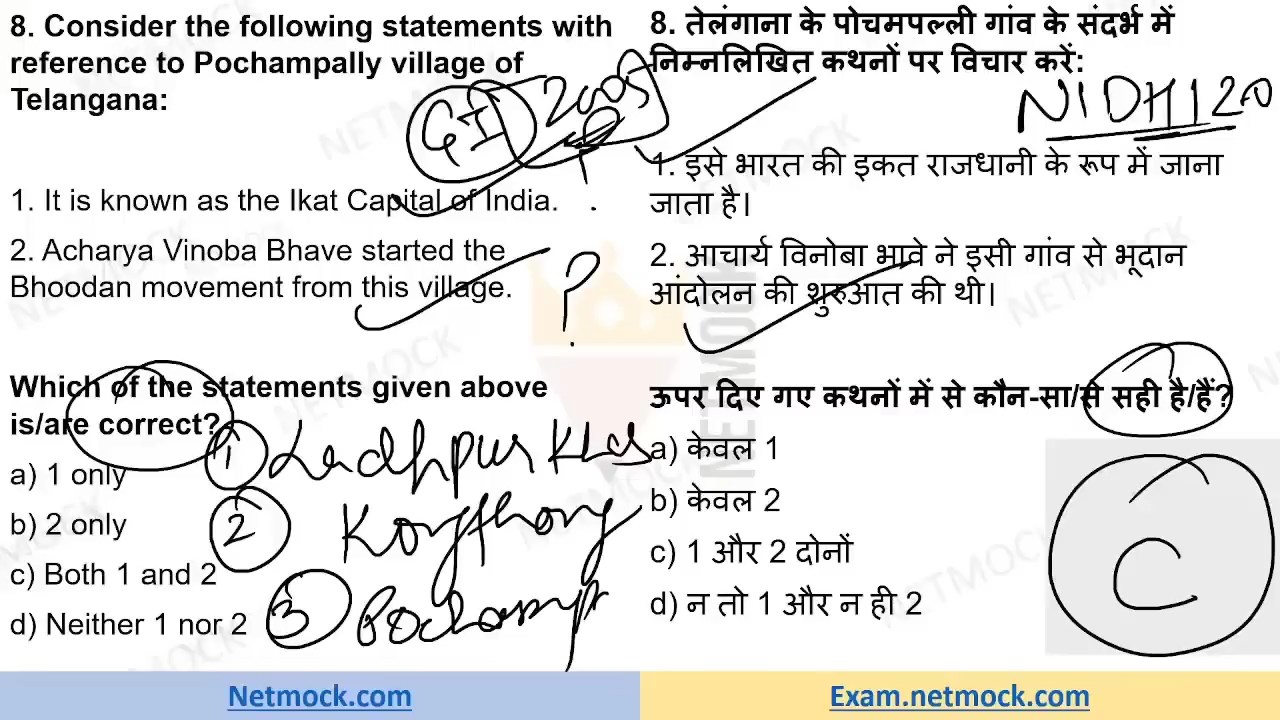 8. Consider the following statements with
reference to Pochampally village of
Telangana:
GI 2005
1. It is known as the Ikat Capital of India.
2. Acharya Vinoba Bhave started the
Bhoodan movement from this village.
?
Which of the statements given above
is/are correct?
a) 1 only
b) 2 only
c) Both 1 and 2
d) Neither 1 nor 2
1
2
3
8. तेलंगाना के पोचमपल्ली गांव के संदर्भ में
निम्नलिखित कथनों पर विचार करें:
NIDHI 2.0
1. इसे भारत की इकत राजधानी के रूप में जाना
जाता है।
2. आचार्य विनोबा भावे ने इसी गांव से भूदान
आंदोलन की शुरुआत की थी।
ऊपर दिए गए कथनों में से कौन-सा/से सही है/हैं?
a) केवल 1
b) केवल 2
c) 1 और 2 दोनों
d) न तो 1 और न ही 2
C
NETMOCK
Netmock.com
Exam.netmock.com